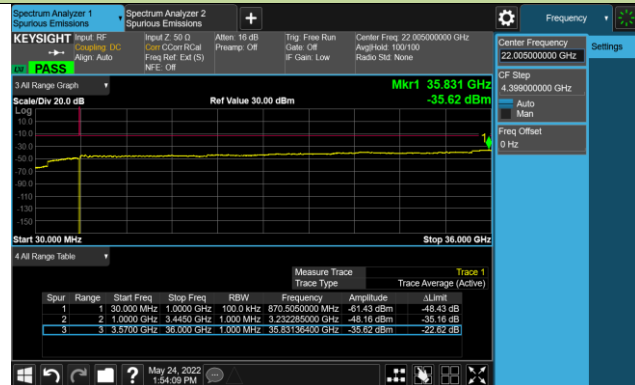 Spectrum Analyzer 1
Spurious Emissions
Spectrum Analyzer 2
Spurious Emissions
Frequency
KEYSIGHT
Input: RF
Coupling: DC
Align: Auto
Input Z: 50 Ω
Corr CCorr RCal
Freq Ref: Ext (S)
NFE: Off
Atten: 16 dB
Preamp: Off
Trig: Free Run
Gate: Off
IF Gain: Low
Center Freq: 22.005000000 GHz
Avg|Hold: 100/100
Radio Std: None
PASS
Center Frequency
22.005000000 GHz
Settings
CF Step
4.399000000 GHz
Auto
Man
Freq Offset
0 Hz
3 All Range Graph
Mkr1 35.831 GHz
Scale/Div 20.0 dB
Ref Value 30.00 dBm
-35.62 dBm
Log
10.0
-10.0
-30.0
-50.0
-70.0
-90.0
-110
-130
-150
1
Start 30.000 MHz
Stop 36.000 GHz
4 All Range Table
Measure Trace Trace 1
Trace Type Trace Average (Active)
Spur Range Start Freq Stop Freq RBW Frequency Amplitude ΔLimit
1 1 30.000 MHz 1.0000 GHz 100.0 kHz 870.5050000 MHz -61.43 dBm -48.43 dB
2 2 1.0000 GHz 3.4450 GHz 1.000 MHz 3.232285000 GHz -48.16 dBm -35.16 dB
3 3 3.5700 GHz 36.000 GHz 1.000 MHz 35.83136400 GHz -35.62 dBm -22.62 dB
May 24, 2022
1:54:09 PM